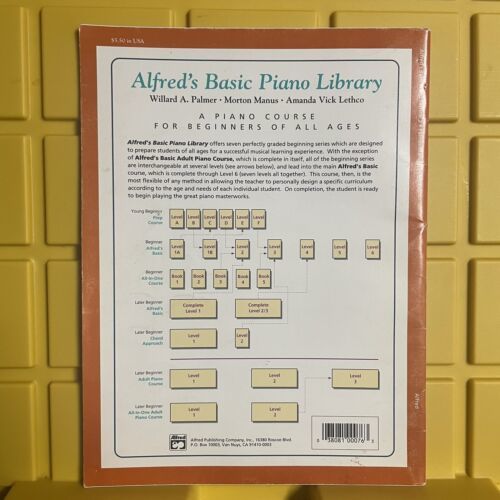 $5.50 in USA
Alfred's Basic Piano Library
Willard A. Palmer • Morton Manus • Amanda Vick Lethco
A PIANO COURSE
FOR BEGINNERS OF ALL AGES
Alfred's Basic Piano Library offers seven perfectly graded beginning series which are designed
to prepare students of all ages for a successful musical learning experience. With the exception
of Alfred's Basic Adult Piano Course, which is complete in itself, all of the beginning series
are interchangeable at several levels (see arrows below), and lead into the main Alfred's Basic
course, which is complete through Level 6 (seven levels all together). This course, then, is the
most flexible of any method in allowing the teacher to personally design a specific curriculum
according to the age and needs of each individual student. On completion, the student is ready
to begin playing the great piano masterworks.
Young Beginner
Prep
Course
Level A
Level B
Level C
Level D
Level E
Level F
Beginner
Alfred's
Basic
Level 1A
Level 1B
Level 2
Level 3
Level 4
Level 5
Level 6
Beginner
All-In-One
Course
Book 1
Book 2
Book 3
Book 4
Book 5
Later Beginner
Alfred's
Basic
Complete Level 1
Complete Level 2/3
Later Beginner
Chord
Approach
Level 1
Level 2
Later Beginner
Adult Piano
Course
Level 1
Level 2
Level 3
Later Beginner
All-In-One Adult
Piano Course
Level 1
Level 2
Alfred
Alfred
Alfred Publishing Company, Inc., 16380 Roscoe Blvd.
P.O. Box 10003, Van Nuys, CA 91410-0003
0 38081 00076 3